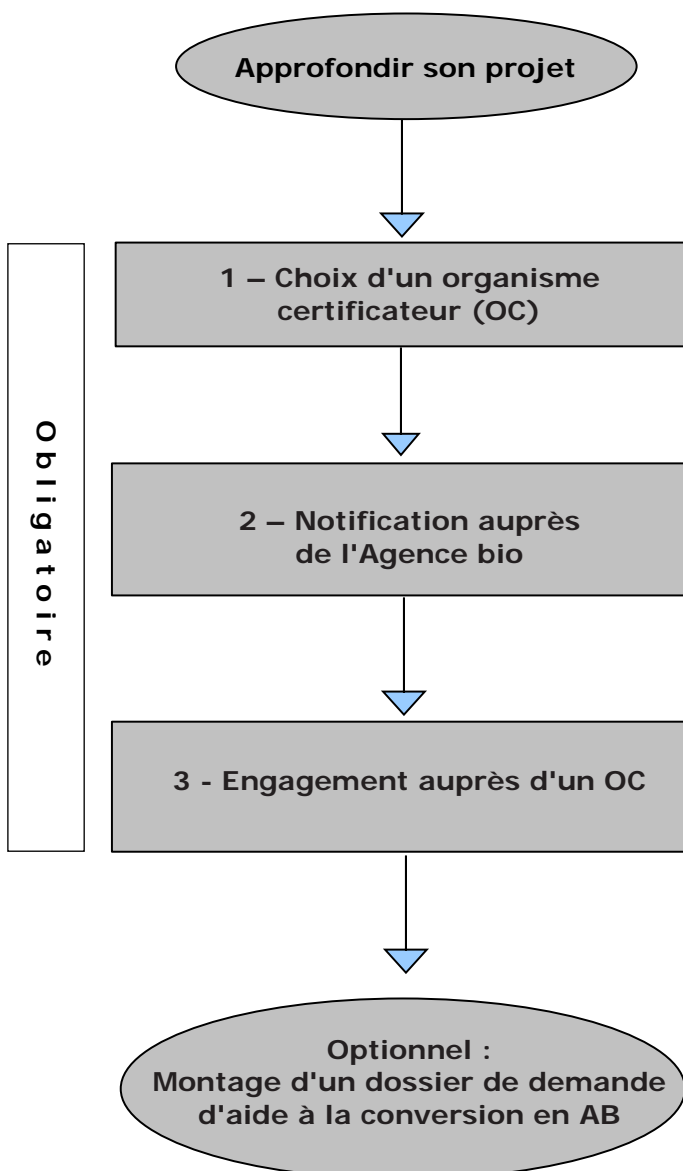 Approfondir son projet
Obligatoire
1 – Choix d'un organisme
certificateur (OC)
2 – Notification auprès
de l'Agence bio
3 - Engagement auprès d'un OC
Optionnel :
Montage d'un dossier de demande
d'aide à la conversion en AB